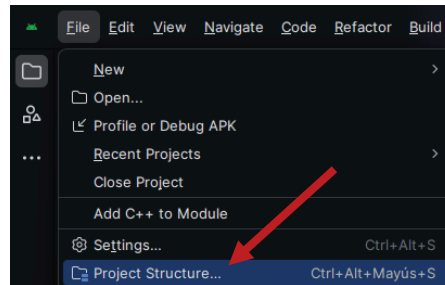 File Edit View Navigate Code Refactor Build
New
Open...
Profile or Debug APK
Recent Projects
Close Project
Add C++ to Module
Settings... Ctrl+Alt+S
Project Structure... Ctrl+Alt+Mayús+S